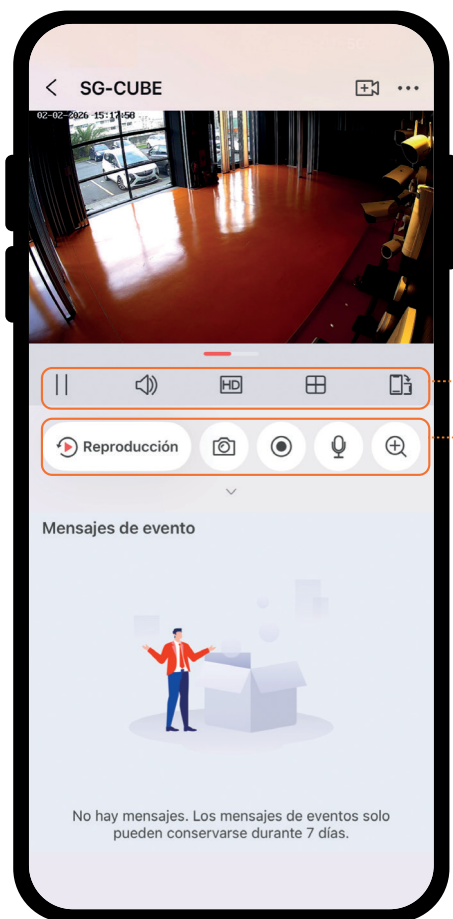 SG-CUBE
02-02-2026 15:17:58
HD
Reproducción
Mensajes de evento
No hay mensajes. Los mensajes de eventos solo
pueden conservarse durante 7 días.